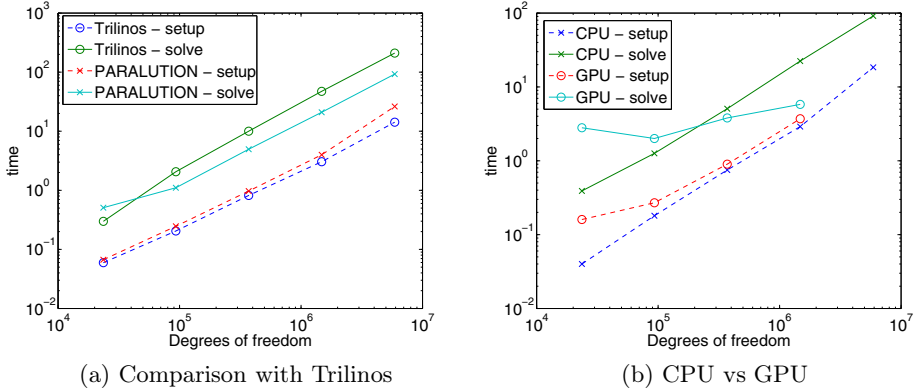 10^3
10^2
10^1
10^0
10^-1
10^-2
time
Trilinos – setup
Trilinos – solve
PARALUTION – setup
PARALUTION – solve
10^4 10^5 10^6 10^7
Degrees of freedom
(a) Comparison with Trilinos
10^2
10^1
10^0
10^-1
10^-2
time
CPU – setup
CPU – solve
GPU – setup
GPU – solve
10^4 10^5 10^6 10^7
Degrees of freedom
(b) CPU vs GPU